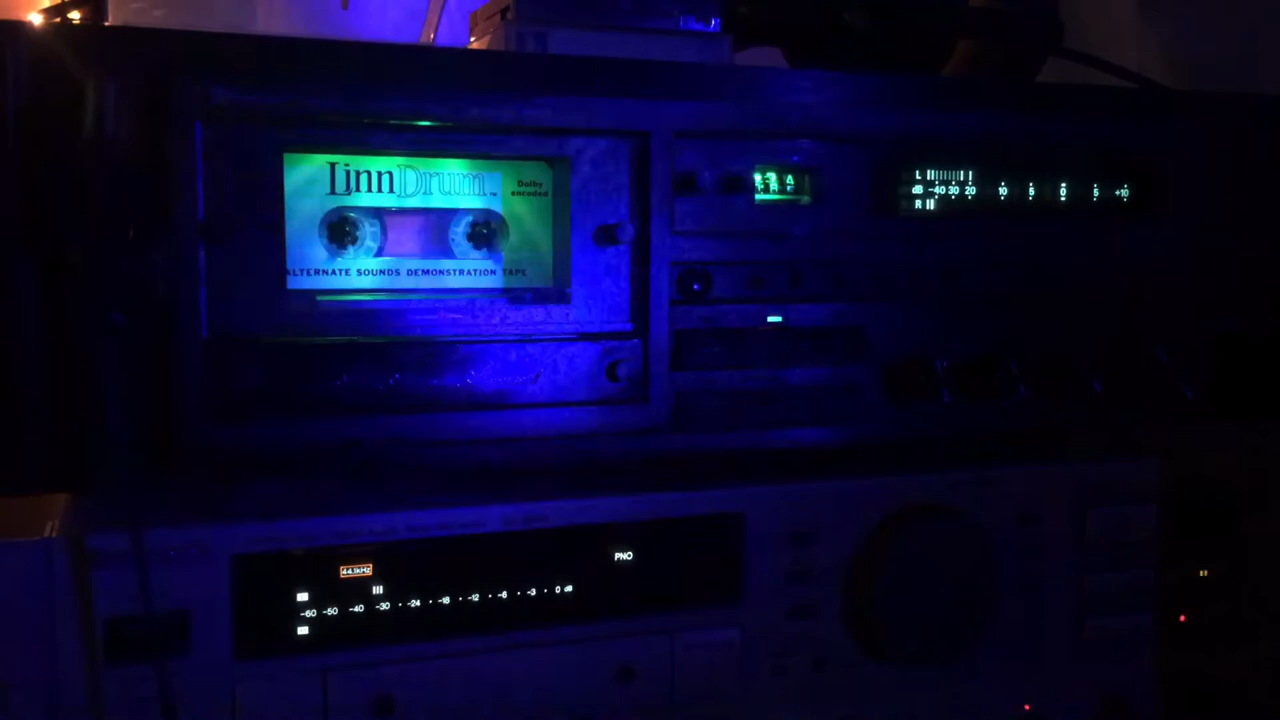 LinnDrum
TM
Dolby
encoded
ALTERNATE SOUNDS DEMONSTRATION TAPE
L
dB -40 30 20 10 5 0 5 +10
R
PNO
44.1kHz
-60 -50 -40 -30 -24 -18 -12 -6 -3 0 dB